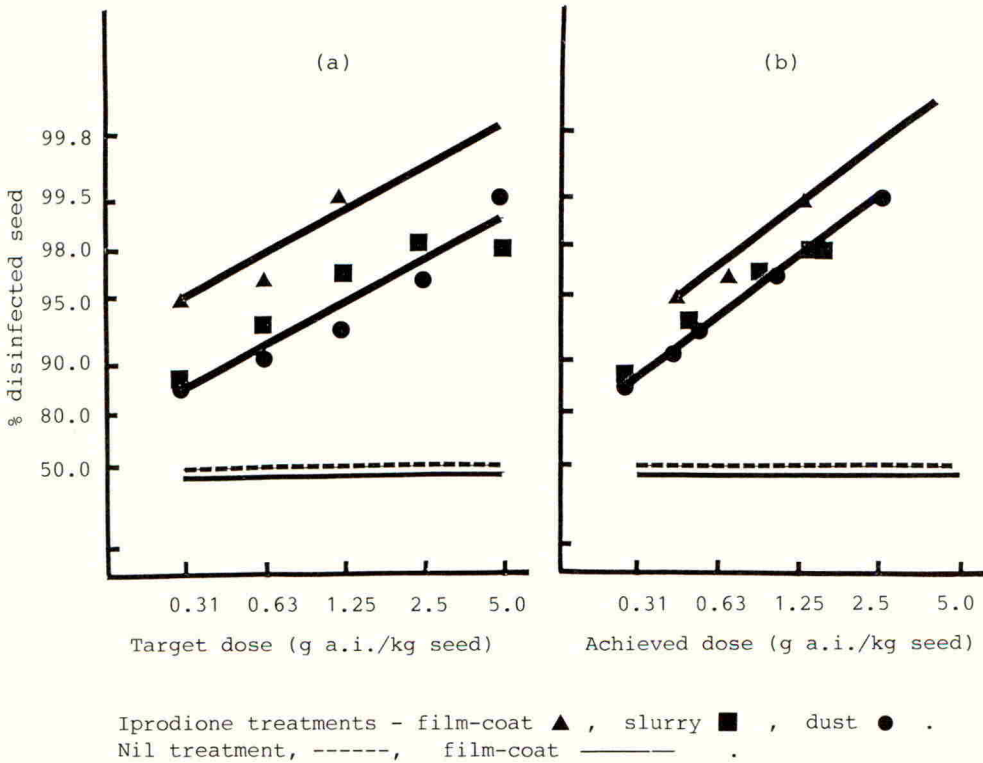 (a)
(b)
% disinfected seed
99.8
99.5
98.0
95.0
90.0
80.0
50.0
0.31 0.63 1.25 2.5 5.0
0.31 0.63 1.25 2.5 5.0
Target dose (g a.i./kg seed)
Achieved dose (g a.i./kg seed)
Iprodione treatments - film-coat ▲ , slurry ■ , dust ● .
Nil treatment, ------, film-coat ——— .